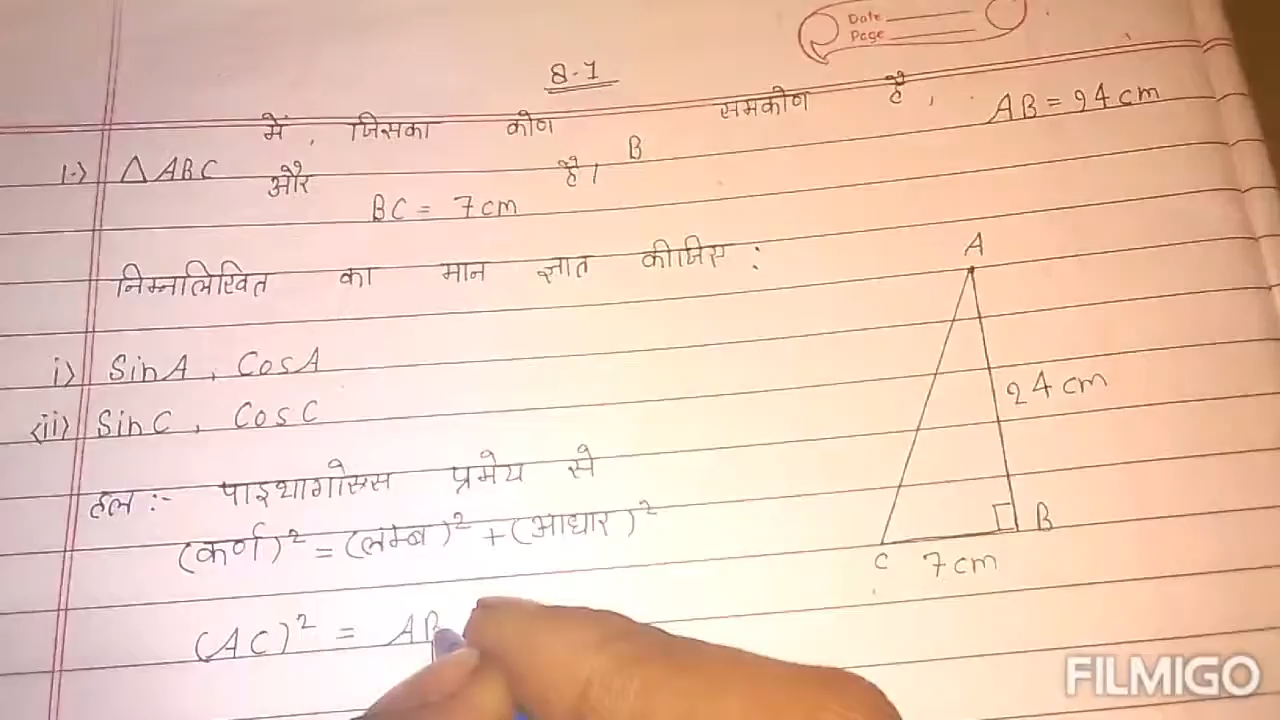 Date
Page
8.1
1.) △ABC में, जिसका कोण B समकोण है, AB = 24 cm
और BC = 7 cm है।
निम्नलिखित का मान ज्ञात कीजिस :
i) SinA, CosA
(ii) SinC, CosC
हल :- पाइथागोरस प्रमेय से
(कर्ण)² = (लम्ब)² + (आधार)²
(AC)² = AB
A
24 cm
B
C
7 cm
FILMIGO